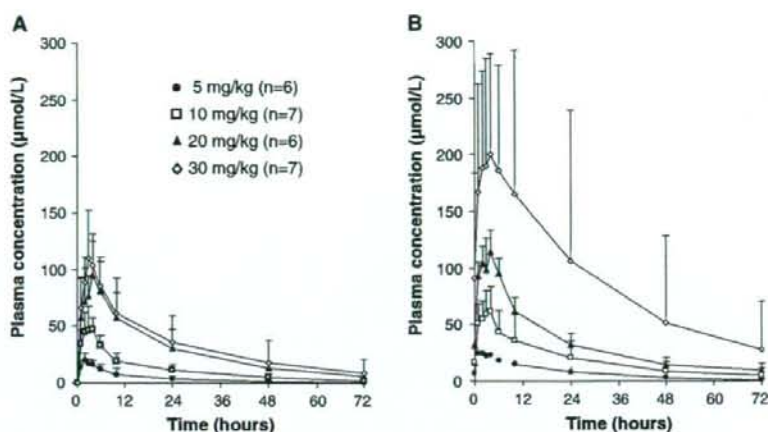 A
Plasma concentration (µmol/L)
300
250
200
150
100
50
0
5 mg/kg (n=6)
10 mg/kg (n=7)
20 mg/kg (n=6)
30 mg/kg (n=7)
0 12 24 36 48 60 72
Time (hours)
B
Plasma concentration (µmol/L)
300
250
200
150
100
50
0
0 12 24 36 48 60 72
Time (hours)